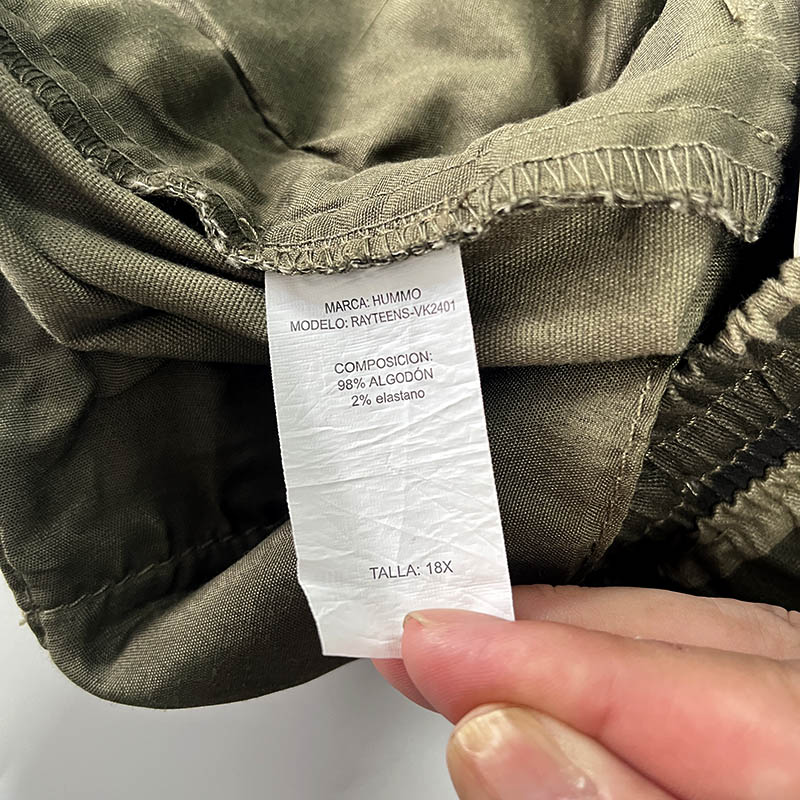 MARCA: HUMMO
MODELO: RAYTEENS-VK2401
COMPOSICION:
98% ALGODÓN
2% elastano
TALLA: 18X